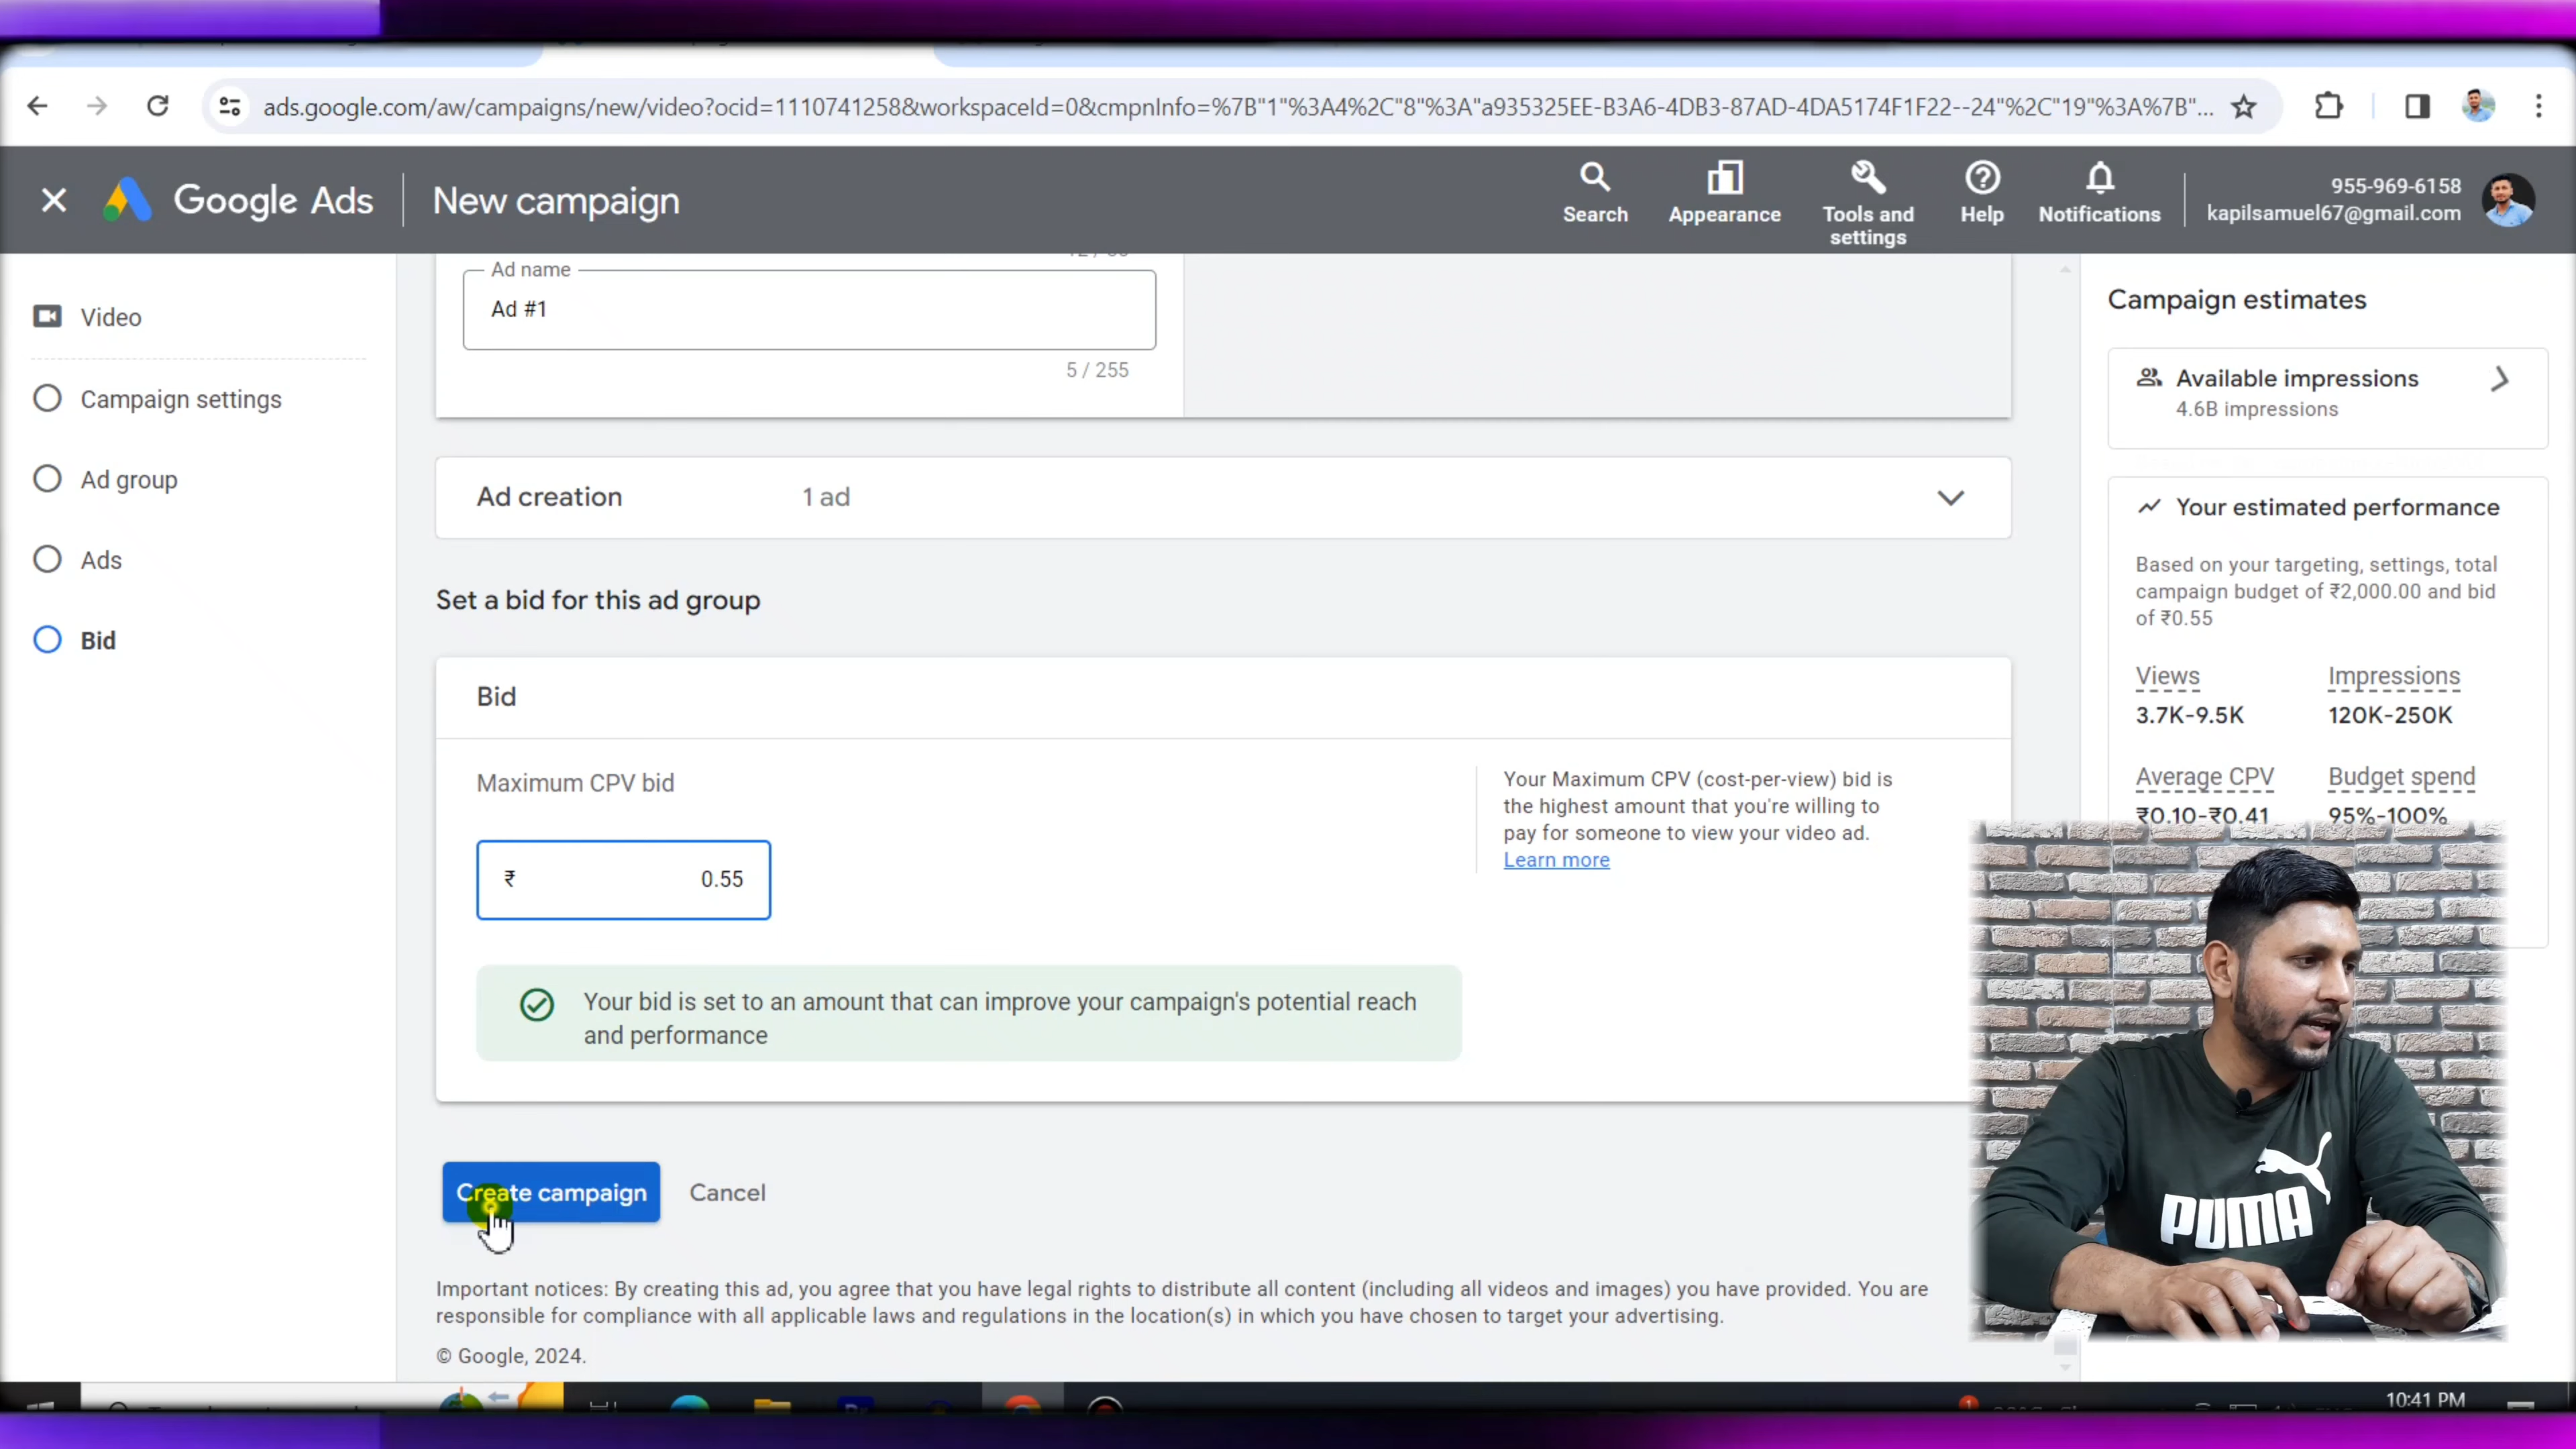 ads.google.com/aw/campaigns/new/video?ocid=1110741258&workspaceId=0&cmpnInfo=%7B"1"%3A4%2C"8"%3A"a935325EE-B3A6-4DB3-87AD-4DA5174F1F22--24"%2C"19"%3A%7B"...
Google Ads
New campaign
Search
Appearance
Tools and settings
Help
Notifications
955-969-6158
kapilsamuel67@gmail.com
Video
Campaign settings
Ad group
Ads
Bid
Ad name
Ad #1
5 / 255
Ad creation
1 ad
Set a bid for this ad group
Bid
Maximum CPV bid
₹ 0.55
Your Maximum CPV (cost-per-view) bid is
the highest amount that you're willing to
pay for someone to view your video ad.
Learn more
Your bid is set to an amount that can improve your campaign's potential reach
and performance
Create campaign
Cancel
Important notices: By creating this ad, you agree that you have legal rights to distribute all content (including all videos and images) you have provided. You are
responsible for compliance with all applicable laws and regulations in the location(s) in which you have chosen to target your advertising.
© Google, 2024.
Campaign estimates
Available impressions
4.6B impressions
Your estimated performance
Based on your targeting, settings, total
campaign budget of ₹2,000.00 and bid
of ₹0.55
Views
3.7K-9.5K
Impressions
120K-250K
Average CPV
₹0.10-₹0.41
Budget spend
95%-100%
PUMA
10:41 PM